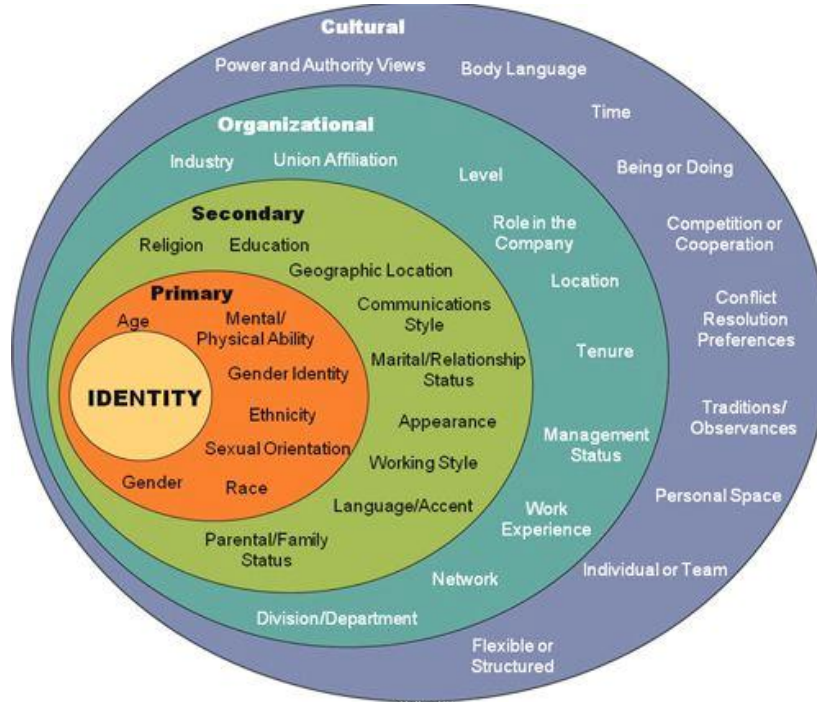 Cultural
Power and Authority Views
Body Language
Time
Being or Doing
Competition or
Cooperation
Conflict
Resolution
Preferences
Traditions/
Observances
Personal Space
Individual or Team
Flexible or
Structured
Organizational
Industry
Union Affiliation
Level
Role in the
Company
Location
Tenure
Management
Status
Work
Experience
Network
Division/Department
Secondary
Religion
Education
Geographic Location
Communications
Style
Marital/Relationship
Status
Appearance
Working Style
Language/Accent
Parental/Family
Status
Primary
Age
Mental/
Physical Ability
Gender Identity
Ethnicity
Sexual Orientation
Race
Gender
IDENTITY